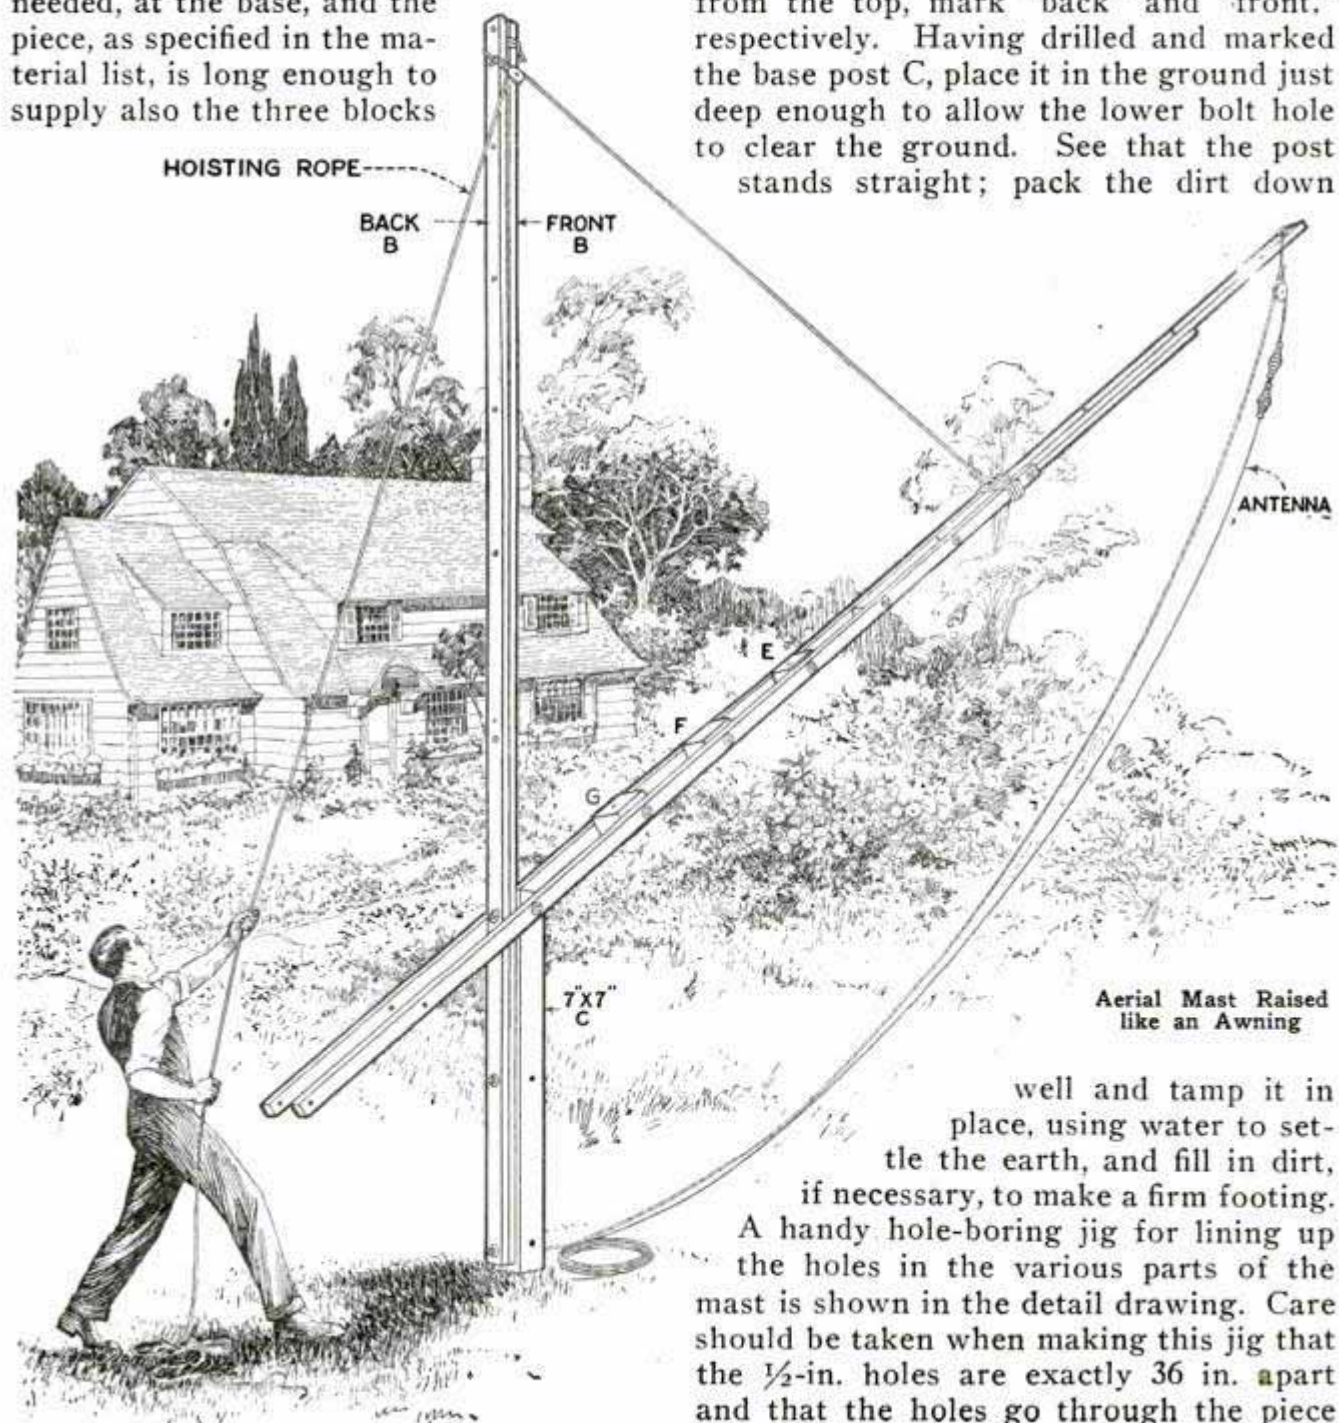 needed, at the base, and the
piece, as specified in the ma-
terial list, is long enough to
supply also the three blocks
HOISTING ROPE
BACK
B
FRONT
B
from the top, mark "back" and "front."
respectively. Having drilled and marked
the base post C, place it in the ground just
deep enough to allow the lower bolt hole
to clear the ground. See that the post
stands straight; pack the dirt down
ANTENNA
E
F
G
7"X7"
C
Aerial Mast Raised
like an Awning
well and tamp it in
place, using water to set-
tle the earth, and fill in dirt,
if necessary, to make a firm footing.
A handy hole-boring jig for lining up
the holes in the various parts of the
mast is shown in the detail drawing. Care
should be taken when making this jig that
the ½-in. holes are exactly 36 in. apart
and that the holes go through the piece